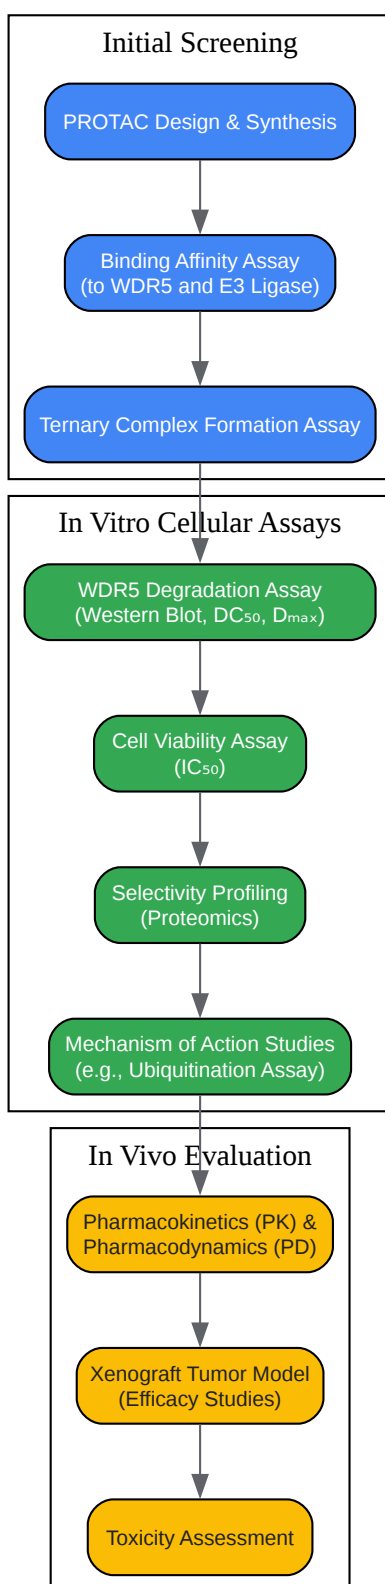 Initial Screening
PROTAC Design & Synthesis
Binding Affinity Assay
(to WDR5 and E3 Ligase)
Ternary Complex Formation Assay
In Vitro Cellular Assays
WDR5 Degradation Assay
(Western Blot, DC₅₀, Dₘₐₓ)
Cell Viability Assay
(IC₅₀)
Selectivity Profiling
(Proteomics)
Mechanism of Action Studies
(e.g., Ubiquitination Assay)
In Vivo Evaluation
Pharmacokinetics (PK) &
Pharmacodynamics (PD)
Xenograft Tumor Model
(Efficacy Studies)
Toxicity Assessment